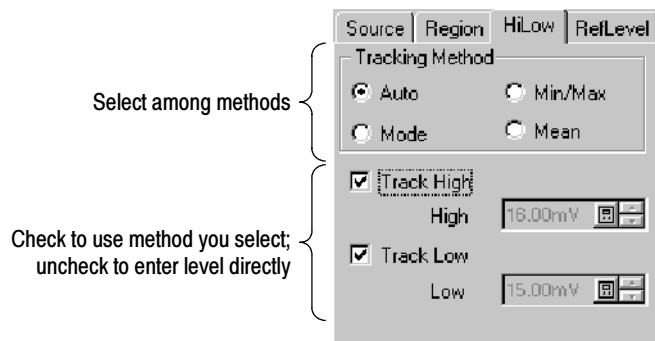 Source Region HiLow RefLevel
Tracking Method
Select among methods
Auto Min/Max
Mode Mean
Track High
High 16.00mV
Check to use method you select;
uncheck to enter level directly
Track Low
Low 15.00mV